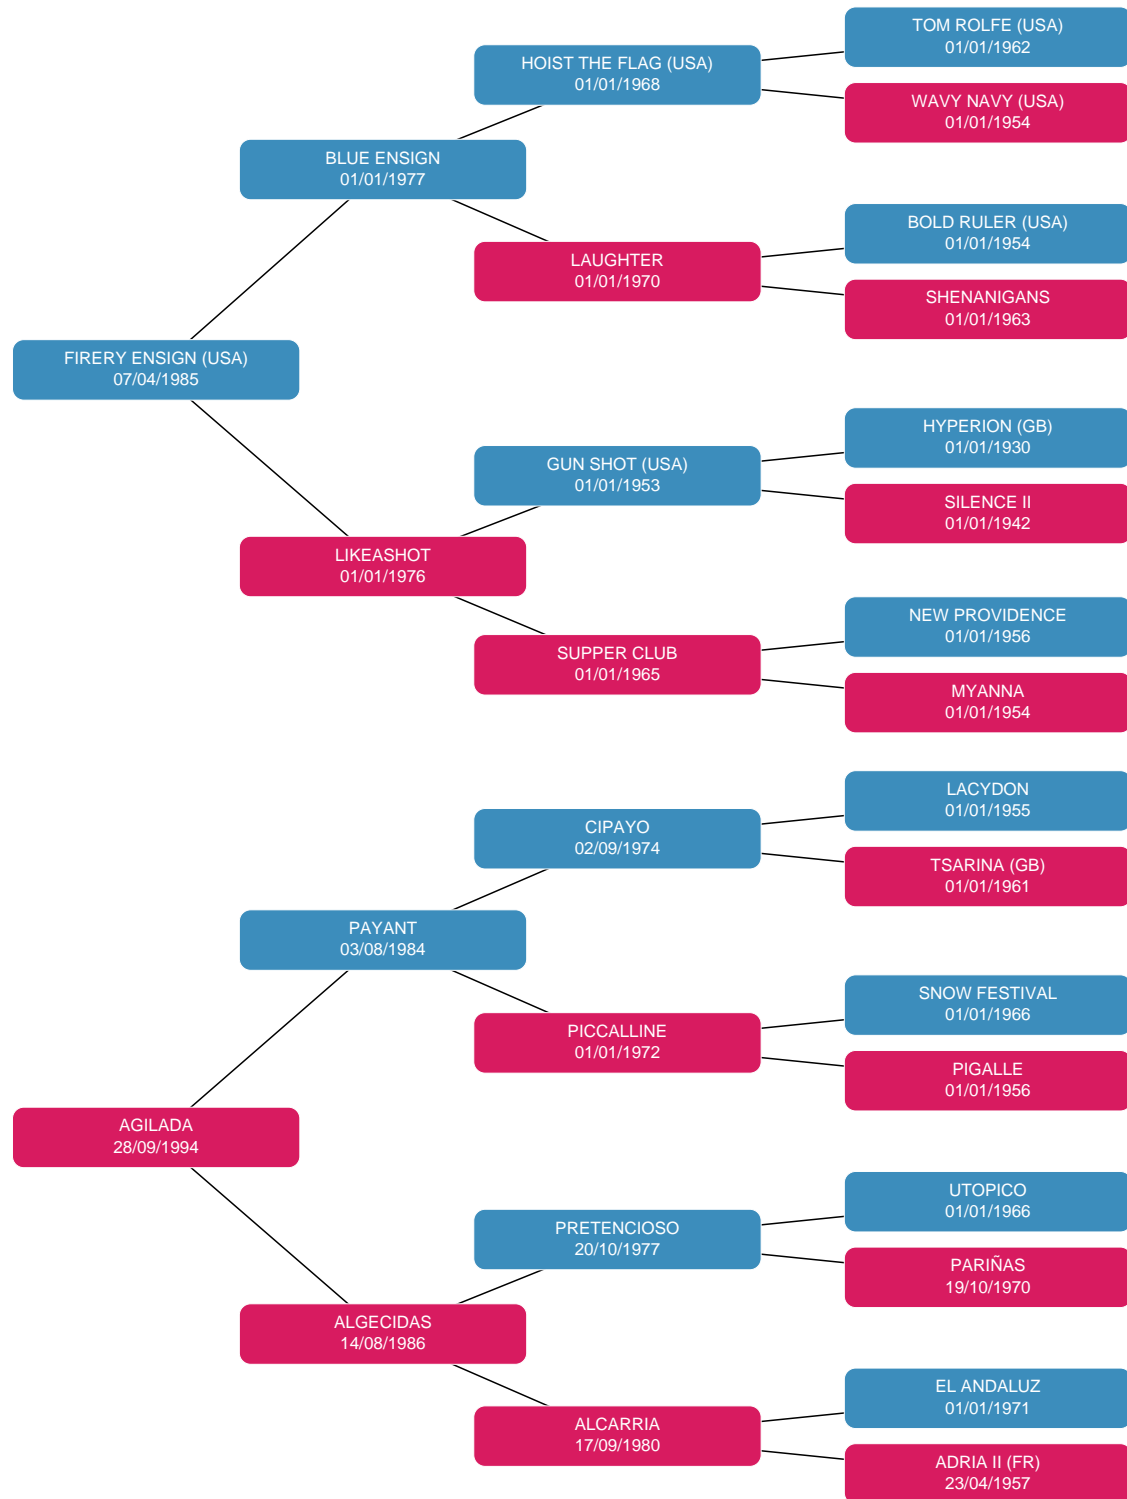 TOM ROLFE (USA)
01/01/1962
HOIST THE FLAG (USA)
01/01/1968
WAVY NAVY (USA)
01/01/1954
BLUE ENSIGN
01/01/1977
BOLD RULER (USA)
01/01/1954
LAUGHTER
01/01/1970
SHENANIGANS
01/01/1963
FIRERY ENSIGN (USA)
07/04/1985
HYPERION (GB)
01/01/1930
GUN SHOT (USA)
01/01/1953
SILENCE II
01/01/1942
LIKEASHOT
01/01/1976
NEW PROVIDENCE
01/01/1956
SUPPER CLUB
01/01/1965
MYANNA
01/01/1954
LACYDON
01/01/1955
CIPAYO
02/09/1974
TSARINA (GB)
01/01/1961
PAYANT
03/08/1984
SNOW FESTIVAL
01/01/1966
PICCALLINE
01/01/1972
PIGALLE
01/01/1956
AGILADA
28/09/1994
UTOPICO
01/01/1966
PRETENCIOSO
20/10/1977
PARIÑAS
19/10/1970
ALGECIDAS
14/08/1986
EL ANDALUZ
01/01/1971
ALCARRIA
17/09/1980
ADRIA II (FR)
23/04/1957